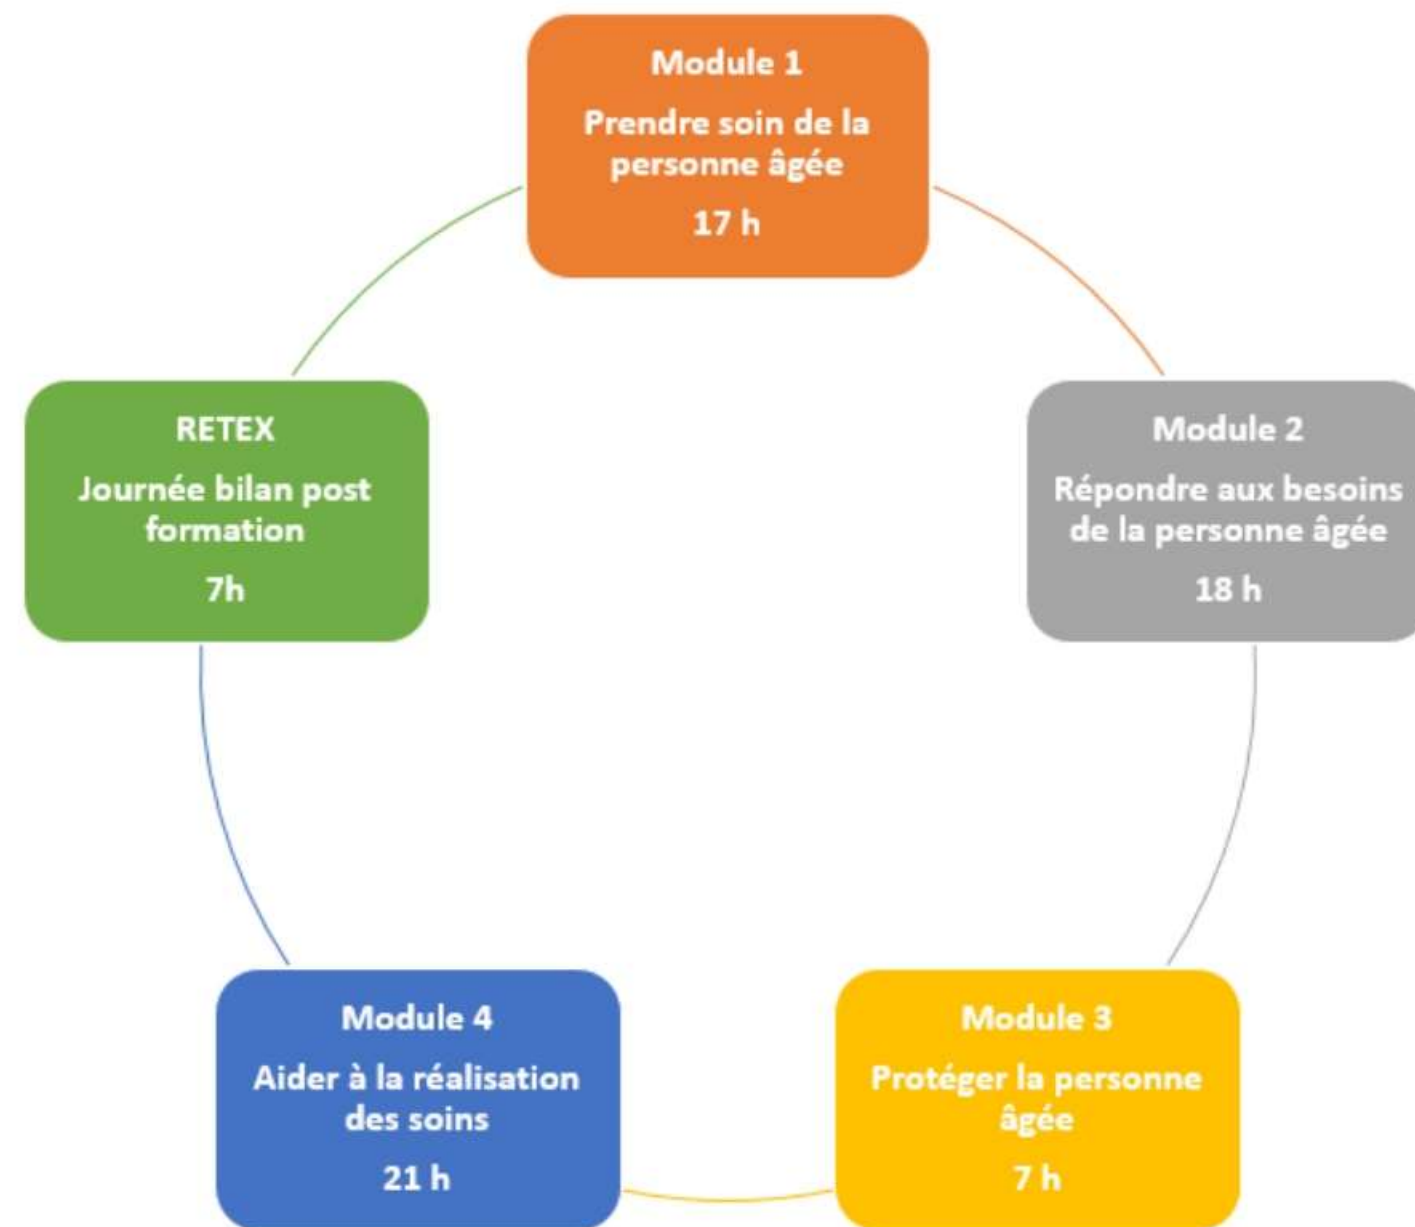 Module 1
Prendre soin de la
personne âgée
17 h
Module 2
Répondre aux besoins
de la personne âgée
18 h
Module 3
Protéger la personne
âgée
7 h
Module 4
Aider à la réalisation
des soins
21 h
RETEX
Journée bilan post
formation
7h